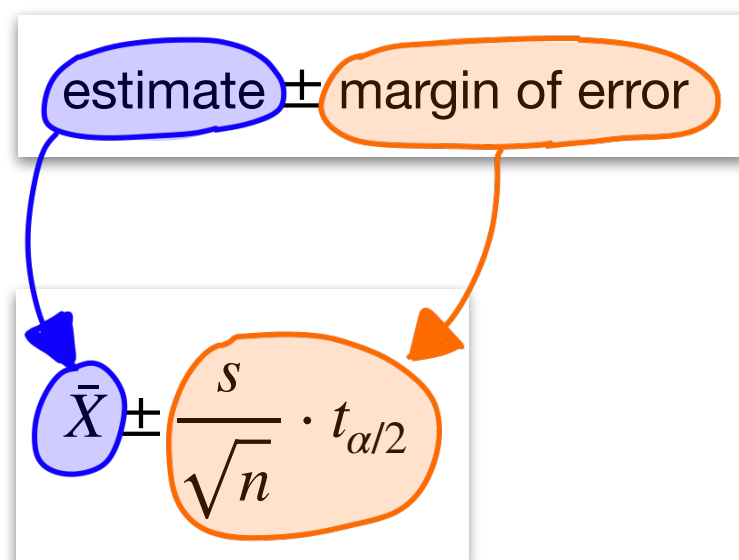 estimate ± margin of error
X̄ ± s/√n · t_{α/2}